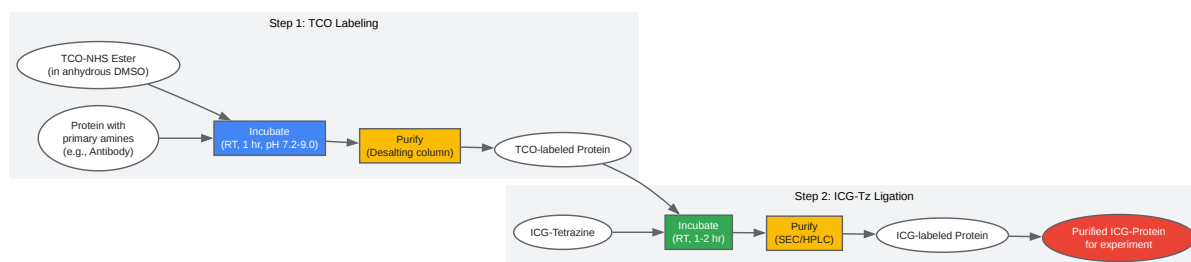 Step 1: TCO Labeling
TCO-NHS Ester
(in anhydrous DMSO)
Protein with
primary amines
(e.g., Antibody)
Incubate
(RT, 1 hr, pH 7.2-9.0)
Purify
(Desalting column)
TCO-labeled Protein
Step 2: ICG-Tz Ligation
ICG-Tetrazine
Incubate
(RT, 1-2 hr)
Purify
(SEC/HPLC)
ICG-labeled Protein
Purified ICG-Protein
for experiment